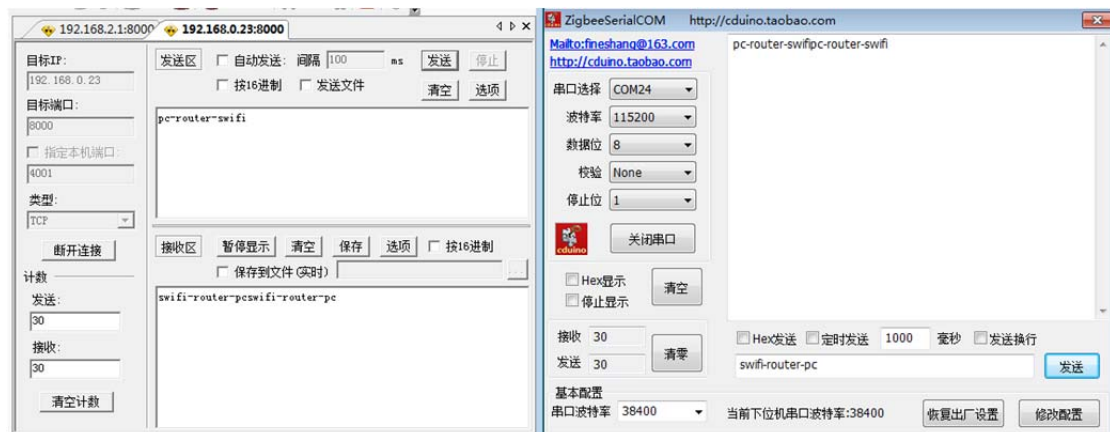 192.168.2.1:8000
192.168.0.23:8000
目标IP:
192.168.0.23
目标端口:
8000
指定本机端口:
4001
类型:
TCP
断开连接
计数
发送:
30
接收:
30
清空计数
发送区
自动发送:
间隔
100
ms
发送
停止
按16进制
发送文件
清空
选项
pc-router-swifi
接收区
暂停显示
清空
保存
选项
按16进制
保存到文件(实时)
...
swifi-router-pcswifi-router-pc
ZigbeeSerialCOM http://cduino.taobao.com
Mailto:fineshang@163.com
http://cduino.taobao.com
串口选择
COM24
波特率
115200
数据位
8
校验
None
停止位
1
cduino
关闭串口
Hex显示
停止显示
清空
接收
30
发送
30
清零
pc-router-swifipc-router-swifi
Hex发送
定时发送
1000
毫秒
发送换行
swifi-router-pc
发送
基本配置
串口波特率
38400
当前下位机串口波特率:38400
恢复出厂设置
修改配置